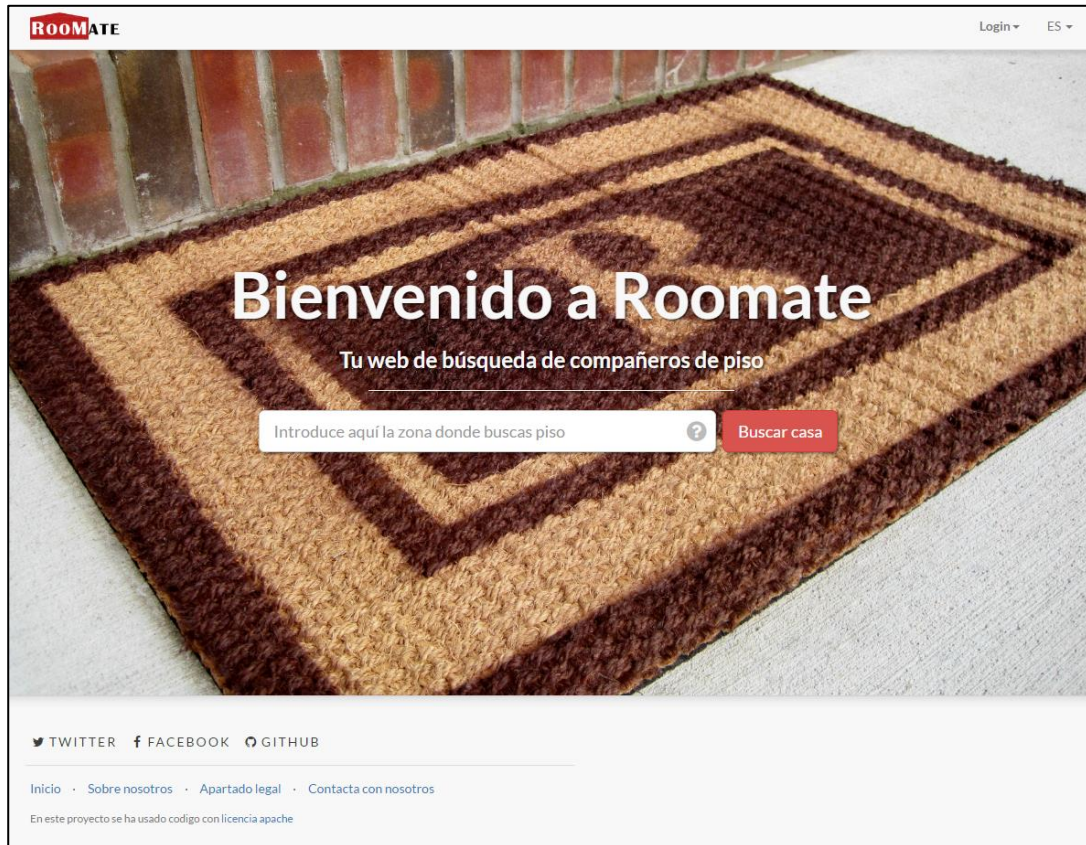 ROOMATE
Login
ES
R
Bienvenido a Roomate
Tu web de búsqueda de compañeros de piso
Introduce aquí la zona donde buscas piso ?
Buscar casa
TWITTER FACEBOOK GITHUB
Inicio · Sobre nosotros · Apartado legal · Contacta con nosotros
En este proyecto se ha usado codigo con licencia apache